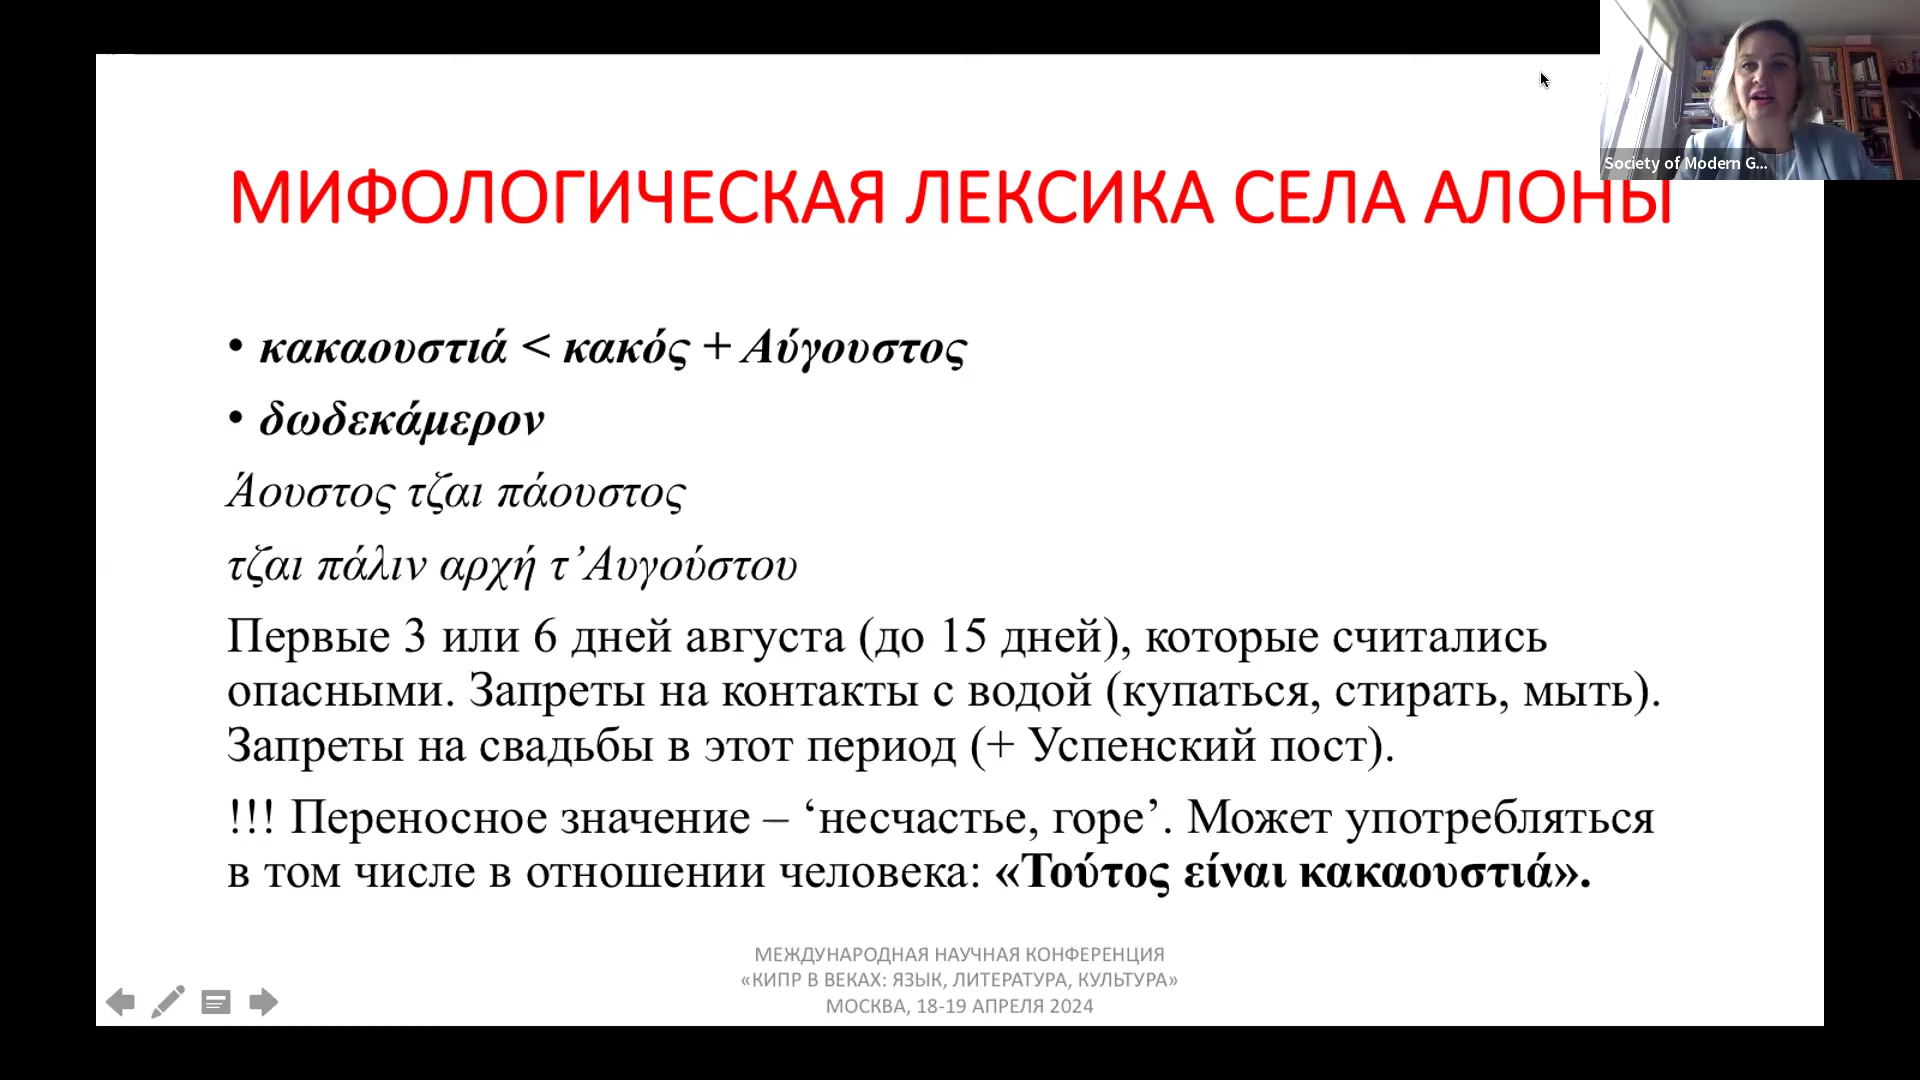 Society of Modern G...
МИФОЛОГИЧЕСКАЯ ЛЕКСИКА СЕЛА АЛОНЫ
• κακαουστιά < κακός + Αύγουστος
• δωδεκάμερον
Άουστος τζαι πάουστος
τζαι πάλιν αρχή τ’Αυγούστου
Первые 3 или 6 дней августа (до 15 дней), которые считались
опасными. Запреты на контакты с водой (купаться, стирать, мыть).
Запреты на свадьбы в этот период (+ Успенский пост).
!!! Переносное значение – ‘несчастье, горе’. Может употребляться
в том числе в отношении человека: «Τούτος είναι κακαουστιά».
МЕЖДУНАРОДНАЯ НАУЧНАЯ КОНФЕРЕНЦИЯ
«КИПР В ВЕКАХ: ЯЗЫК, ЛИТЕРАТУРА, КУЛЬТУРА»
МОСКВА, 18-19 АПРЕЛЯ 2024